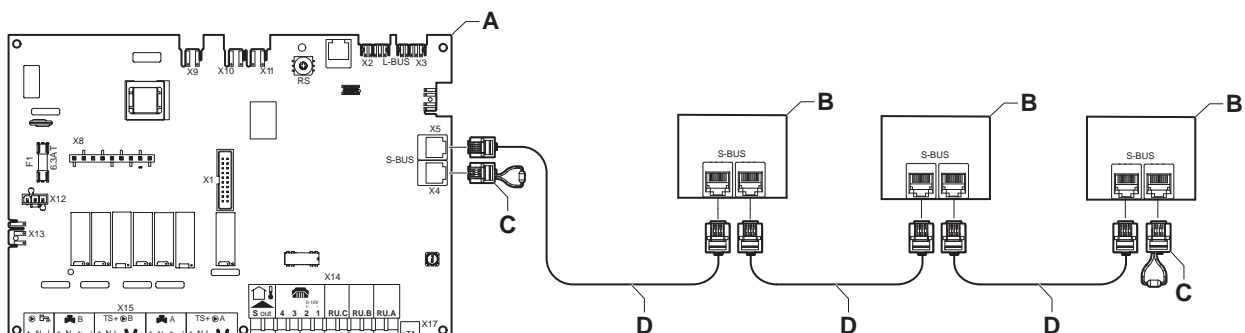 A
X9 X10 X11 RS X2 L-BUS X3
B B B
X8
F1
6.3AT
X5
S-BUS
X4
S-BUS S-BUS S-BUS
X1
X12
C
X13
C
X14
0-10V
S out 4 3 2 1 RU.C RU.B RU.A
X15
B TS+ B A TS+ A
X17
D D D